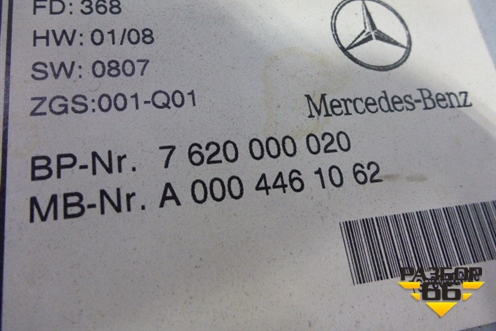 FD: 368
HW: 01/08
SW: 0807
ZGS:001-Q01
Mercedes-Benz
BP-Nr. 7 620 000 020
MB-Nr. A 000 446 10 62
РАЗБОР
66